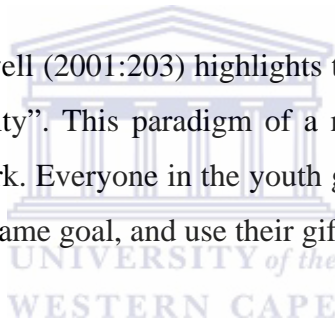 ell (2001:203) highlights t
ty”. This paradigm of a r
rk. Everyone in the youth g
ame goal, and use their gif
UNIVERSITY of the
WESTERN CAPE